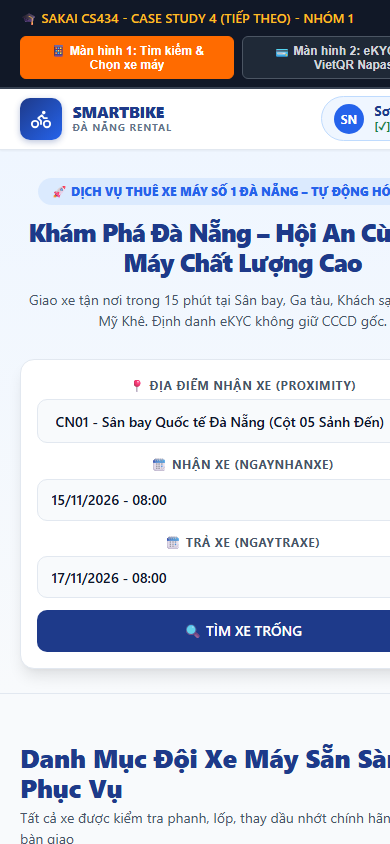 SAKAI CS434 - CASE STUDY 4 (TIẾP THEO) - NHÓM 1
Màn hình 1: Tìm kiếm &
Chọn xe máy
Màn hình 2: eKY
VietQR Napas
SMARTBIKE
ĐÀ NẴNG RENTAL
SN
[✓]
DỊCH VỤ THUÊ XE MÁY SỐ 1 ĐÀ NẴNG – TỰ ĐỘNG HÓ
Khám Phá Đà Nẵng – Hội An Cù
Máy Chất Lượng Cao
Giao xe tận nơi trong 15 phút tại Sân bay, Ga tàu, Khách sạ
Mỹ Khê. Định danh eKYC không giữ CCCD gốc.
ĐỊA ĐIỂM NHẬN XE (PROXIMITY)
CN01 - Sân bay Quốc tế Đà Nẵng (Cột 05 Sảnh Đến)
NHẬN XE (NGAYNHANXE)
15/11/2026 - 08:00
TRẢ XE (NGAYTRAXE)
17/11/2026 - 08:00
TÌM XE TRỐNG
Danh Mục Đội Xe Máy Sẵn Sà
Phục Vụ
Tất cả xe được kiểm tra phanh, lốp, thay dầu nhớt chính hãn
bàn giao